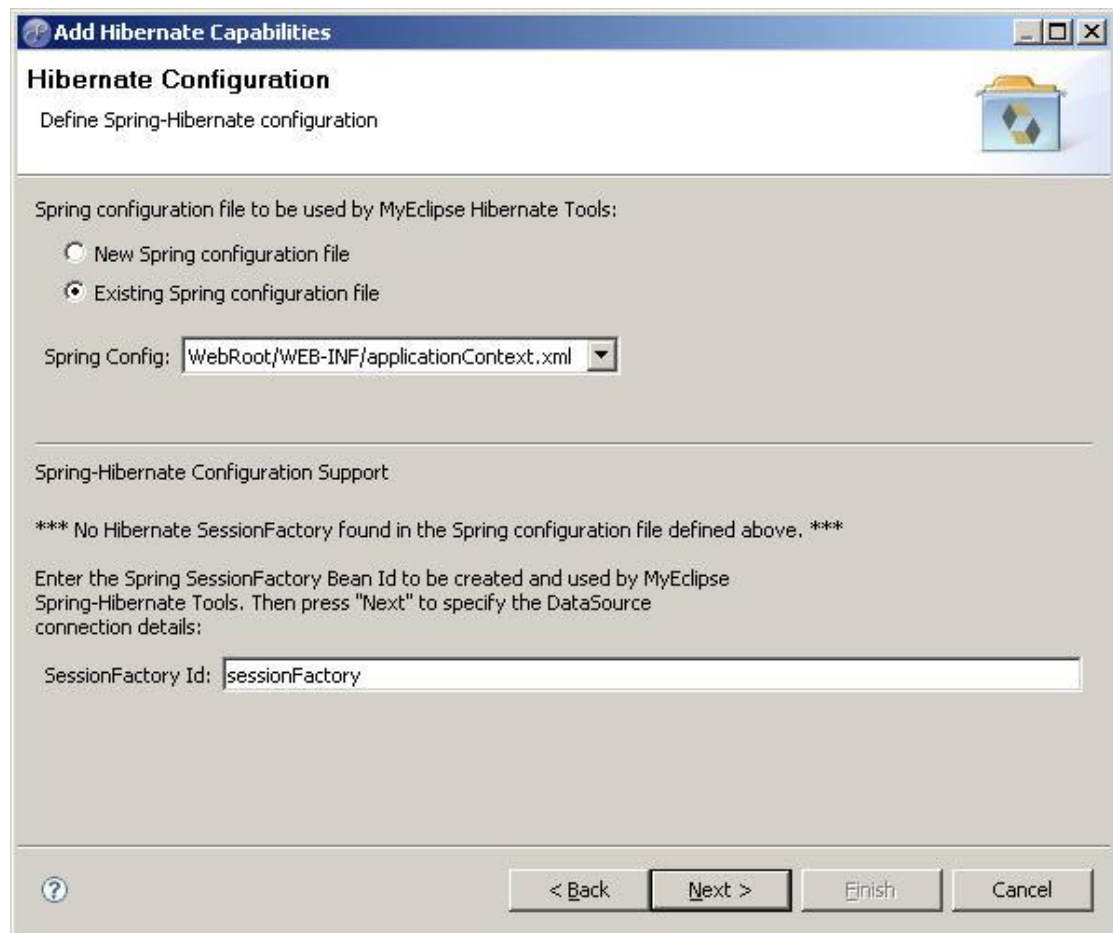 Add Hibernate Capabilities
Hibernate Configuration
Define Spring-Hibernate configuration
Spring configuration file to be used by MyEclipse Hibernate Tools:
New Spring configuration file
Existing Spring configuration file
Spring Config: WebRoot/WEB-INF/applicationContext.xml
Spring-Hibernate Configuration Support
*** No Hibernate SessionFactory found in the Spring configuration file defined above. ***
Enter the Spring SessionFactory Bean Id to be created and used by MyEclipse
Spring-Hibernate Tools. Then press "Next" to specify the DataSource
connection details:
SessionFactory Id: sessionFactory
? < Back Next > Finish Cancel